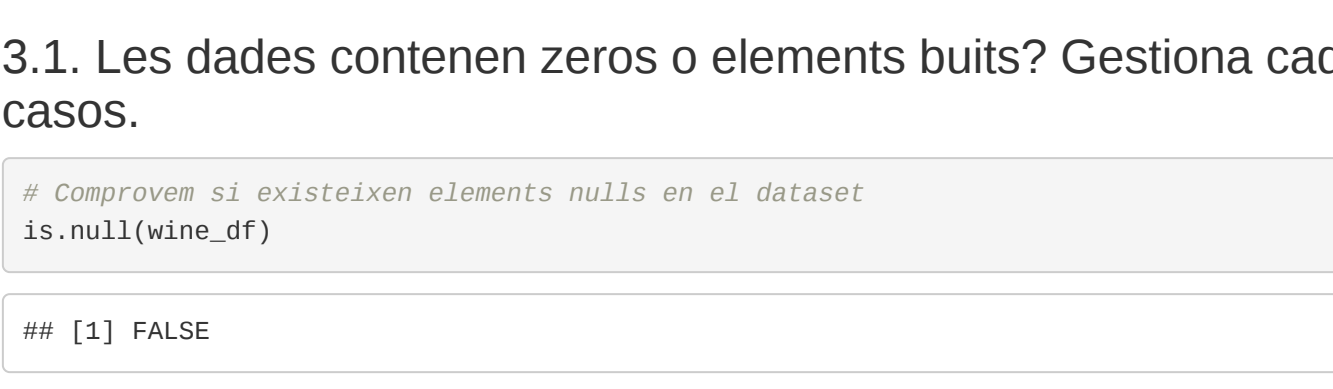 3.1. Les dades contenen zeros o elements buits? Gestiona
casos.
# Comprovem si existeixen elements nulls en el dataset
is.null(wine_df)
## [1] FALSE